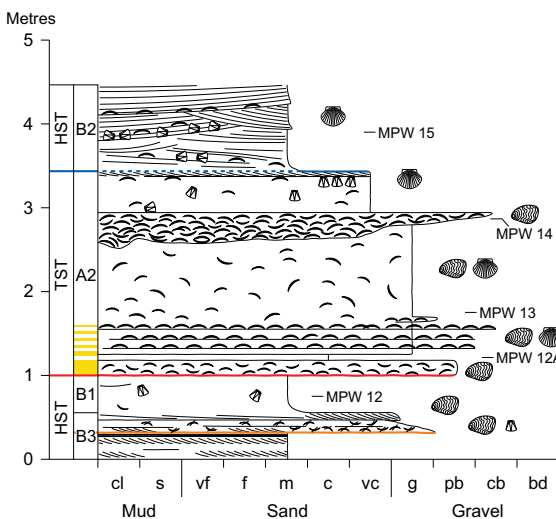 Metres
5
4
3
2
1
0
HST
B2
TST
A2
HST
B1
B3
MPW 15
MPW 14
MPW 13
MPW 12A
MPW 12
cl s vf f m c vc g pb cb bd
Mud Sand Gravel